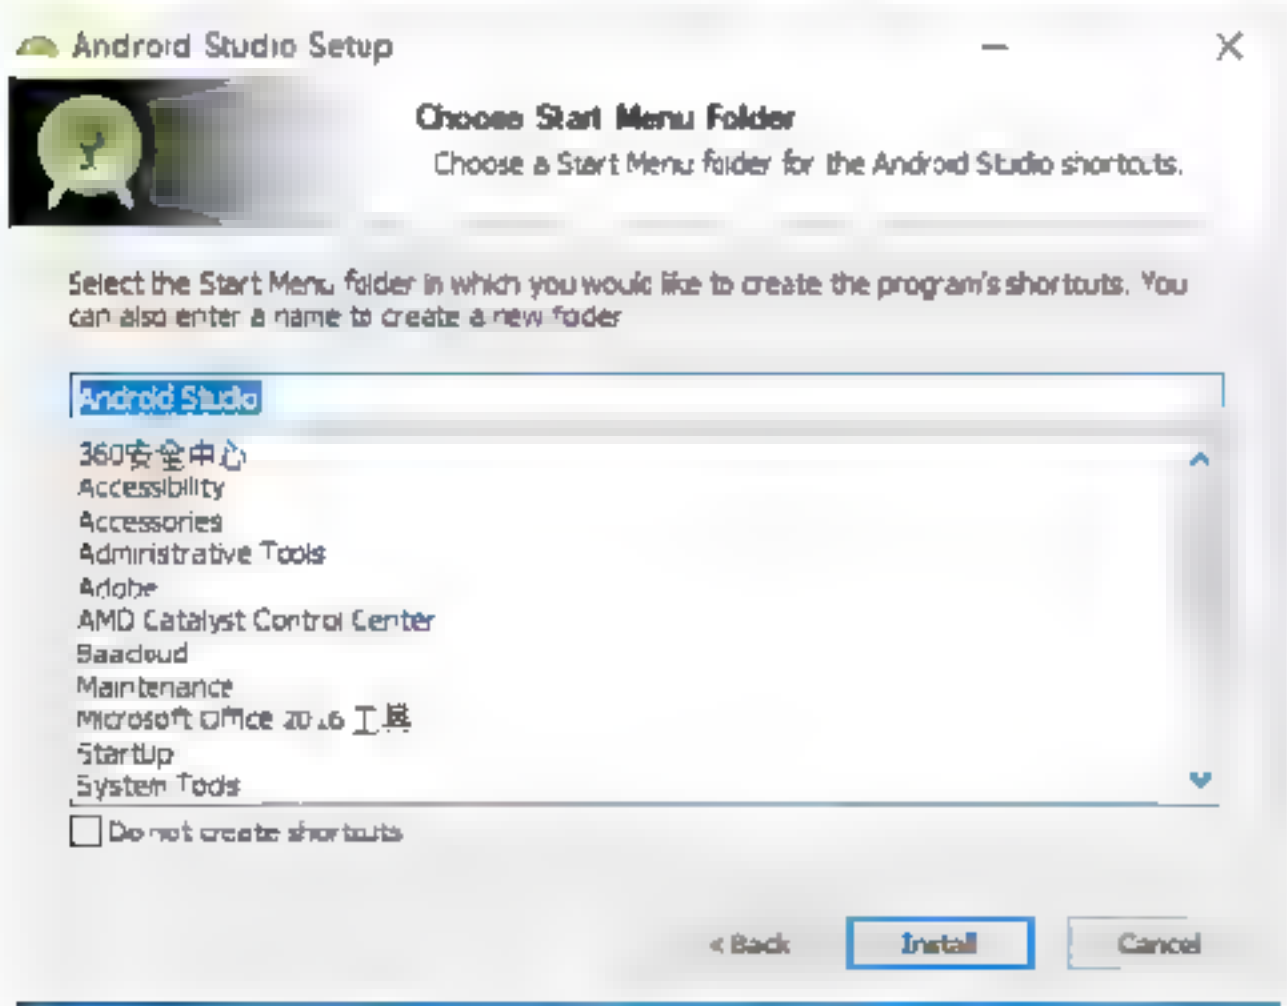 Android Studio Setup
Choose Start Menu Folder
Choose a Start Menu folder for the Android Studio shortcuts.
Select the Start Menu folder in which you would like to create the program's shortcuts. You
can also enter a name to create a new folder
Android Studio
360安全中心
Accessibility
Accessories
Administrative Tools
Adobe
AMD Catalyst Control Center
Maintenance
Microsoft Office 2016 工具
StartUp
System Tools
Do not create shortcuts
< Back
Install
Cancel